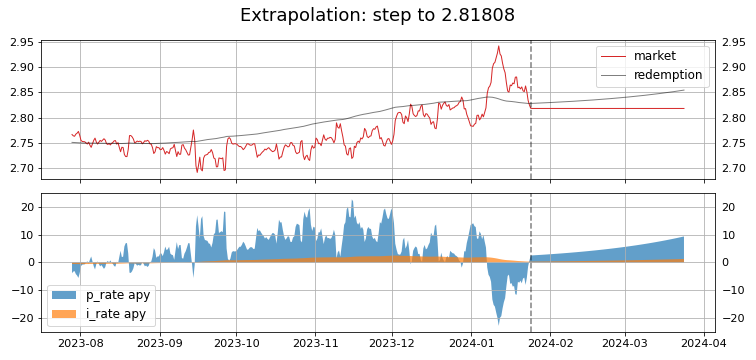 Extrapolation: step to 2.81808
2.95 2.95
2.90 2.90
2.85 2.85
2.80 2.80
2.75 2.75
2.70 2.70
market
redemption
20 20
10 10
0 0
−10 −10
−20 −20
p_rate apy
i_rate apy
2023-08 2023-09 2023-10 2023-11 2023-12 2024-01 2024-02 2024-03 2024-04